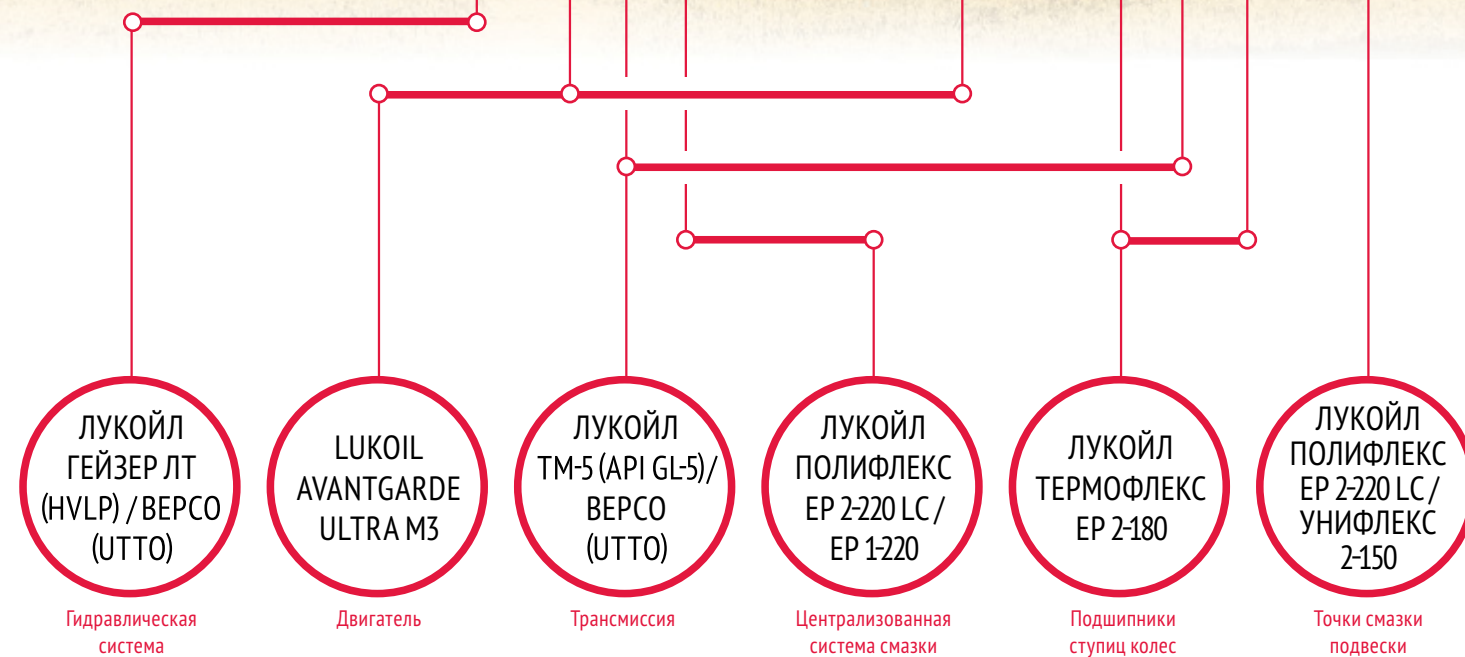 ЛУКОЙЛ
ГЕЙЗЕР ЛТ
(HVLP) / ВЕРСО
(UTTO)
Гидравлическая
система
LUKOIL
AVANTGARDE
ULTRA M3
Двигатель
ЛУКОЙЛ
ТМ-5 (API GL-5)/
ВЕРСО
(UTTO)
Трансмиссия
ЛУКОЙЛ
ПОЛИФЛЕКС
EP 2-220 LC /
EP 1-220
Централизованная
система смазки
ЛУКОЙЛ
ТЕРМОФЛЕКС
EP 2-180
Подшипники
ступиц колес
ЛУКОЙЛ
ПОЛИФЛЕКС
EP 2-220 LC /
УНИФЛЕКС
2-150
Точки смазки
подвески